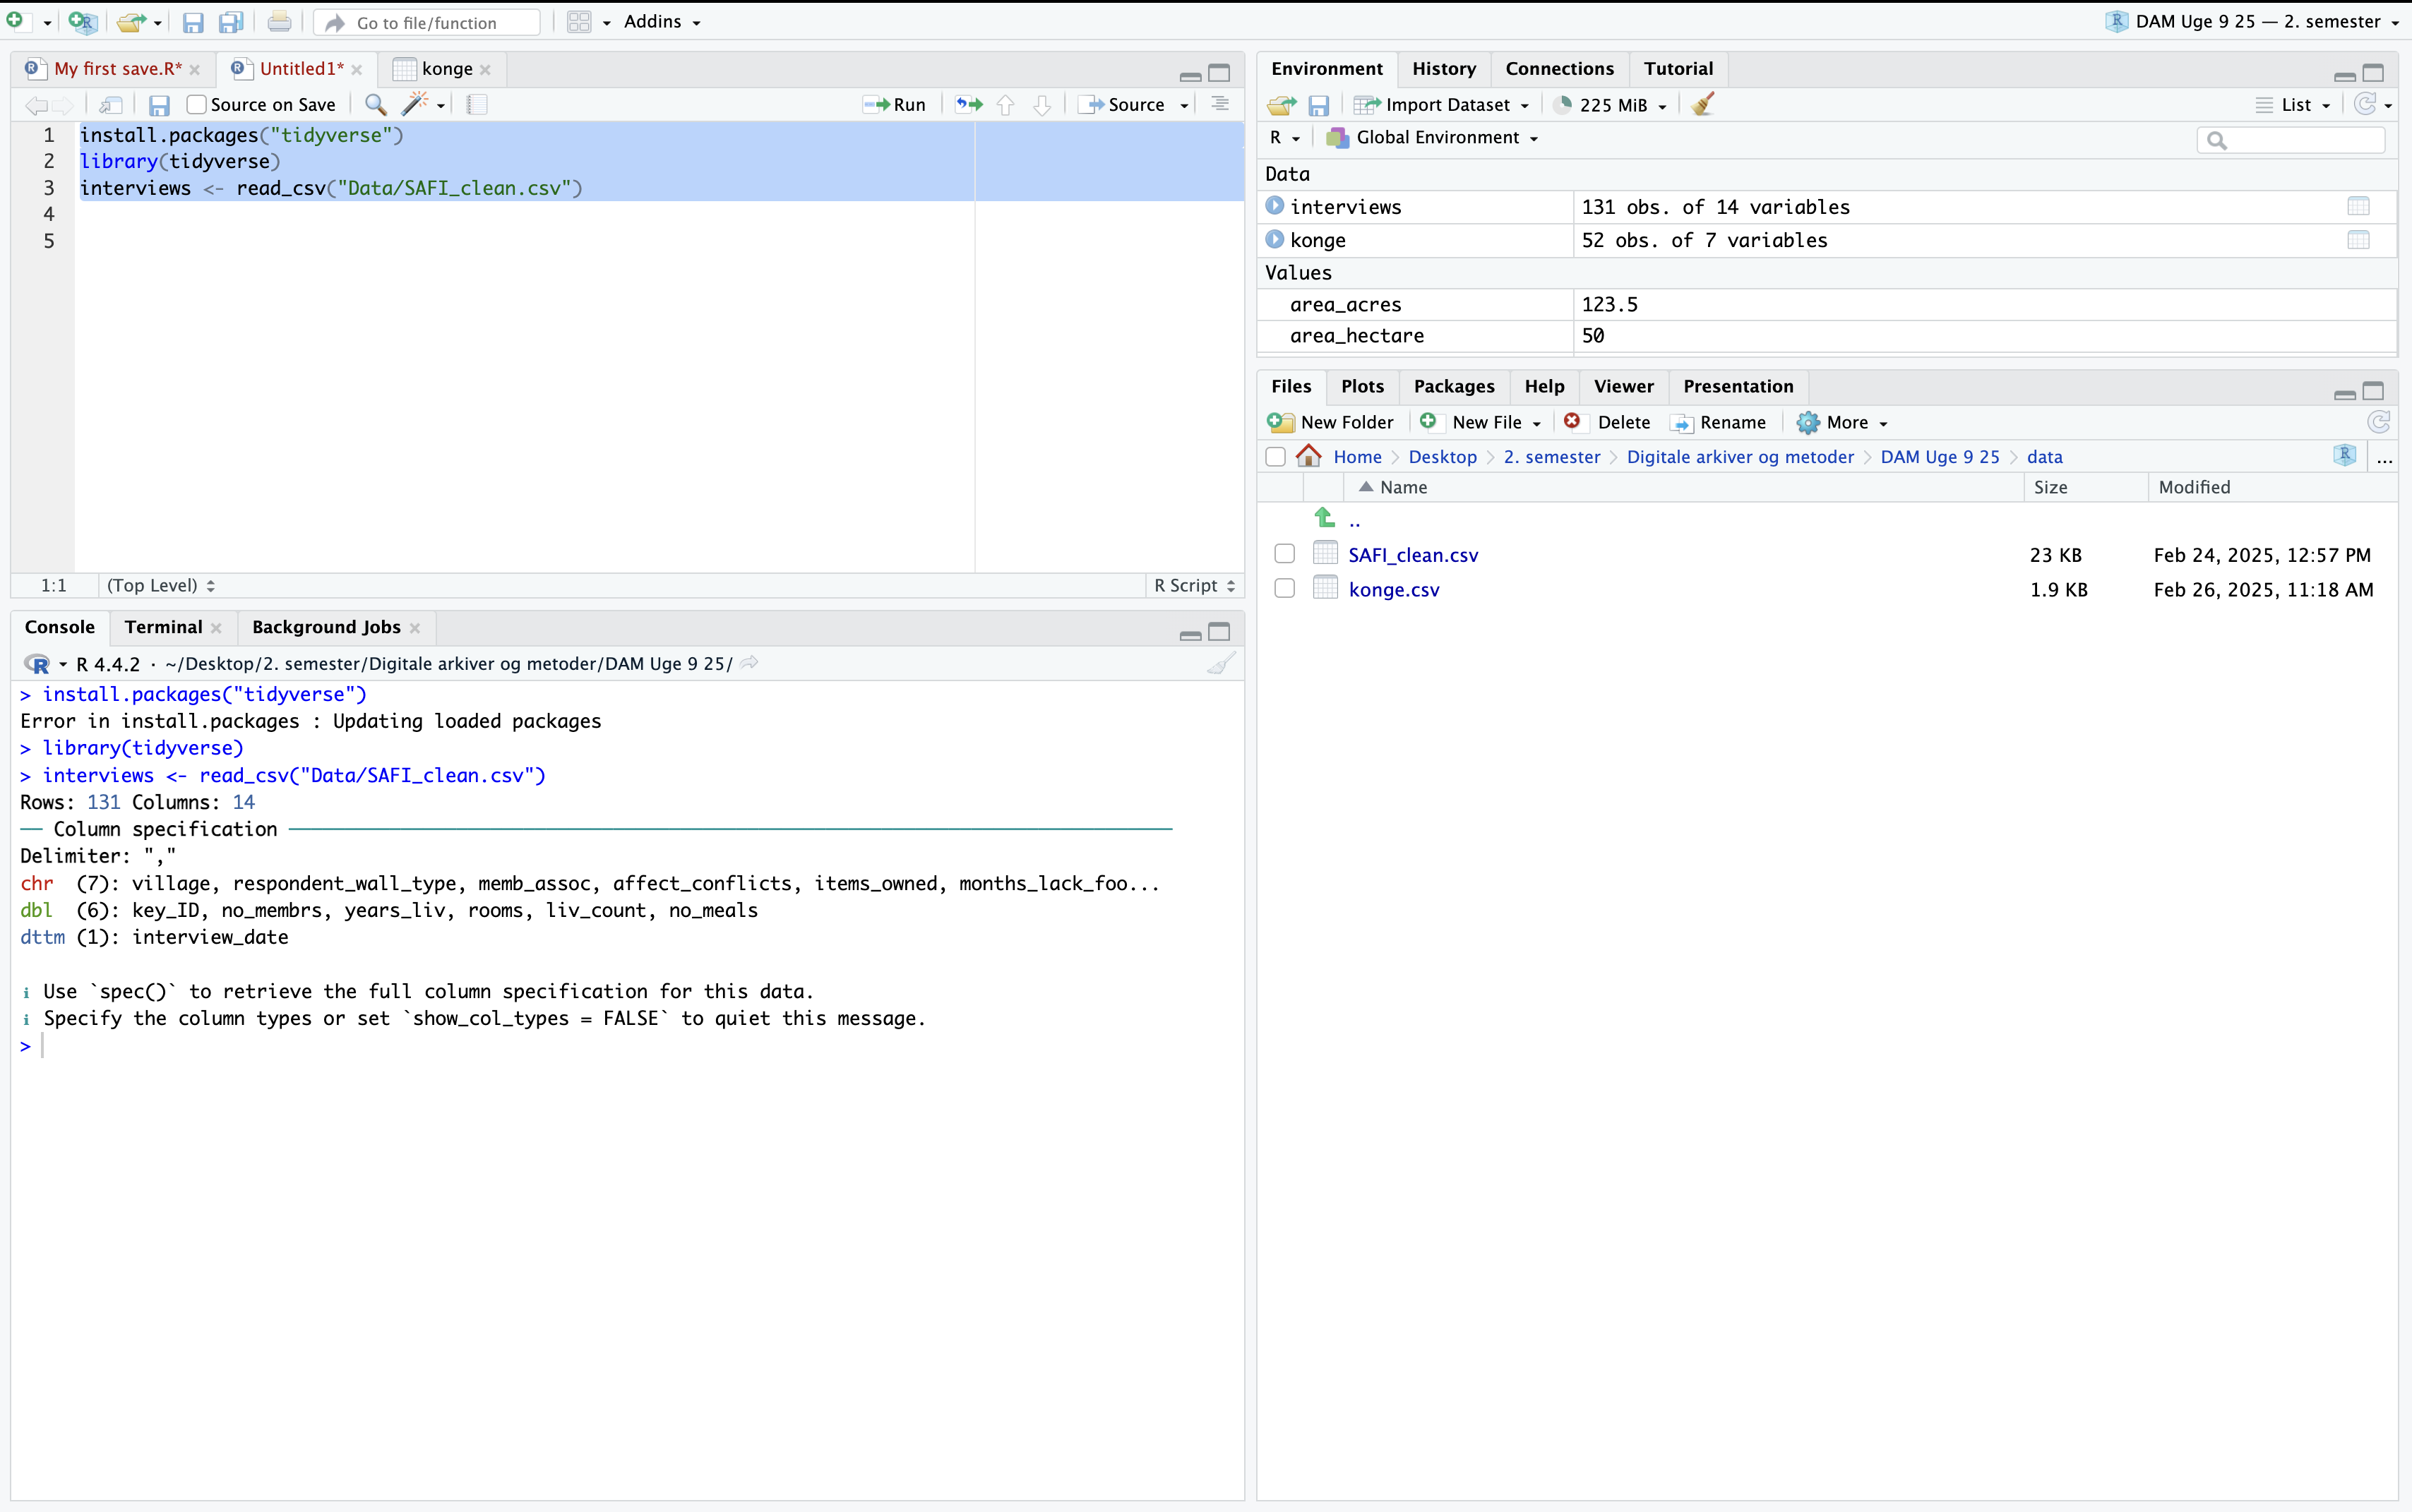 Go to file/function
Addins
DAM Uge 9 25 — 2. semester
My first save.R*
Untitled1*
konge
Source on Save
Run
Source
1 install.packages("tidyverse")
2 library(tidyverse)
3 interviews <- read_csv("Data/SAFI_clean.csv")
4
5
1:1
(Top Level)
R Script
Console
Terminal
Background Jobs
R 4.4.2 · ~/Desktop/2. semester/Digitale arkiver og metoder/DAM Uge 9 25/
> install.packages("tidyverse")
Error in install.packages : Updating loaded packages
> library(tidyverse)
> interviews <- read_csv("Data/SAFI_clean.csv")
Rows: 131 Columns: 14
── Column specification ────────────────────────
Delimiter: ","
chr  (7): village, respondent_wall_type, memb_assoc, affect_conflicts, items_owned, months_lack_foo...
dbl  (6): key_ID, no_membrs, years_liv, rooms, liv_count, no_meals
dttm (1): interview_date
ℹ Use `spec()` to retrieve the full column specification for this data.
ℹ Specify the column types or set `show_col_types = FALSE` to quiet this message.
>
Environment
History
Connections
Tutorial
Import Dataset
225 MiB
List
R
Global Environment
Data
interviews 131 obs. of 14 variables
konge 52 obs. of 7 variables
Values
area_acres 123.5
area_hectare 50
Files
Plots
Packages
Help
Viewer
Presentation
New Folder
New File
Delete
Rename
More
Home
Desktop
2. semester
Digitale arkiver og metoder
DAM Uge 9 25
data
...
Name Size Modified
..
SAFI_clean.csv 23 KB Feb 24, 2025, 12:57 PM
konge.csv 1.9 KB Feb 26, 2025, 11:18 AM